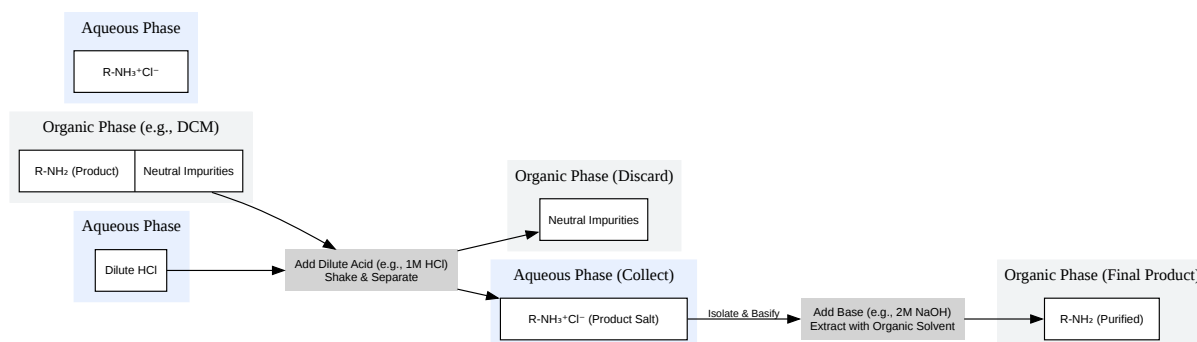 Aqueous Phase
R-NH₃⁺Cl⁻
Organic Phase (e.g., DCM)
R-NH₂ (Product)
Neutral Impurities
Aqueous Phase
Dilute HCl
Add Dilute Acid (e.g., 1M HCl)
Shake & Separate
Organic Phase (Discard)
Neutral Impurities
Aqueous Phase (Collect)
R-NH₃⁺Cl⁻ (Product Salt)
Isolate & Basify
Add Base (e.g., 2M NaOH)
Extract with Organic Solvent
Organic Phase (Final Product)
R-NH₂ (Purified)